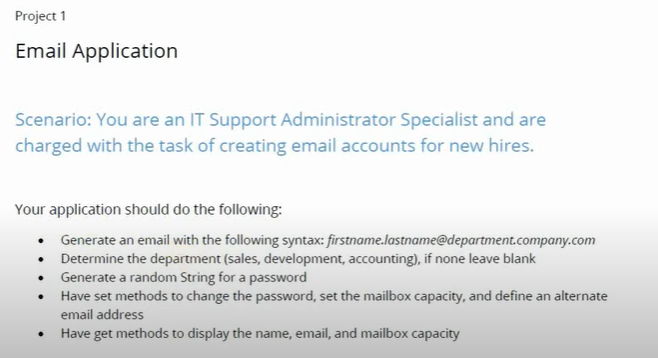 Project 1
Email Application
Scenario: You are an IT Support Administrator Specialist and are
charged with the task of creating email accounts for new hires.
Your application should do the following:
• Generate an email with the following syntax: firstname.lastname@department.company.com
• Determine the department (sales, development, accounting), if none leave blank
• Generate a random String for a password
• Have set methods to change the password, set the mailbox capacity, and define an alternate
email address
• Have get methods to display the name, email, and mailbox capacity